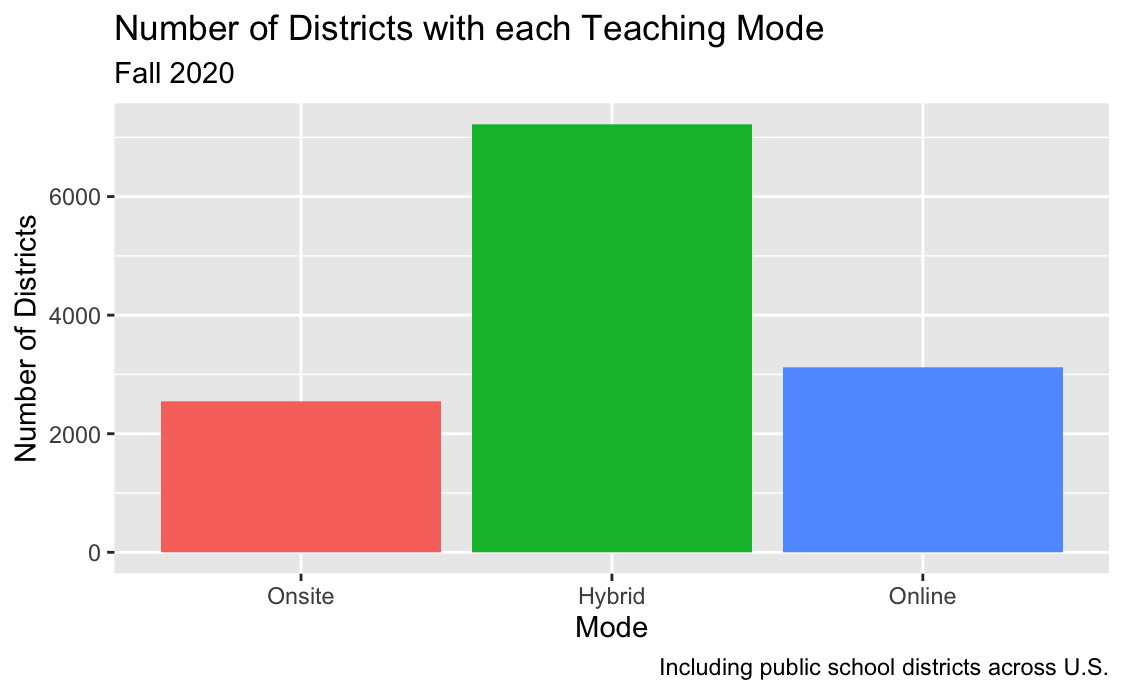 Number of Districts with each Teaching Mode
Fall 2020
Number of Districts
6000
4000
2000
0
Onsite Hybrid Online
Mode
Including public school districts across U.S.